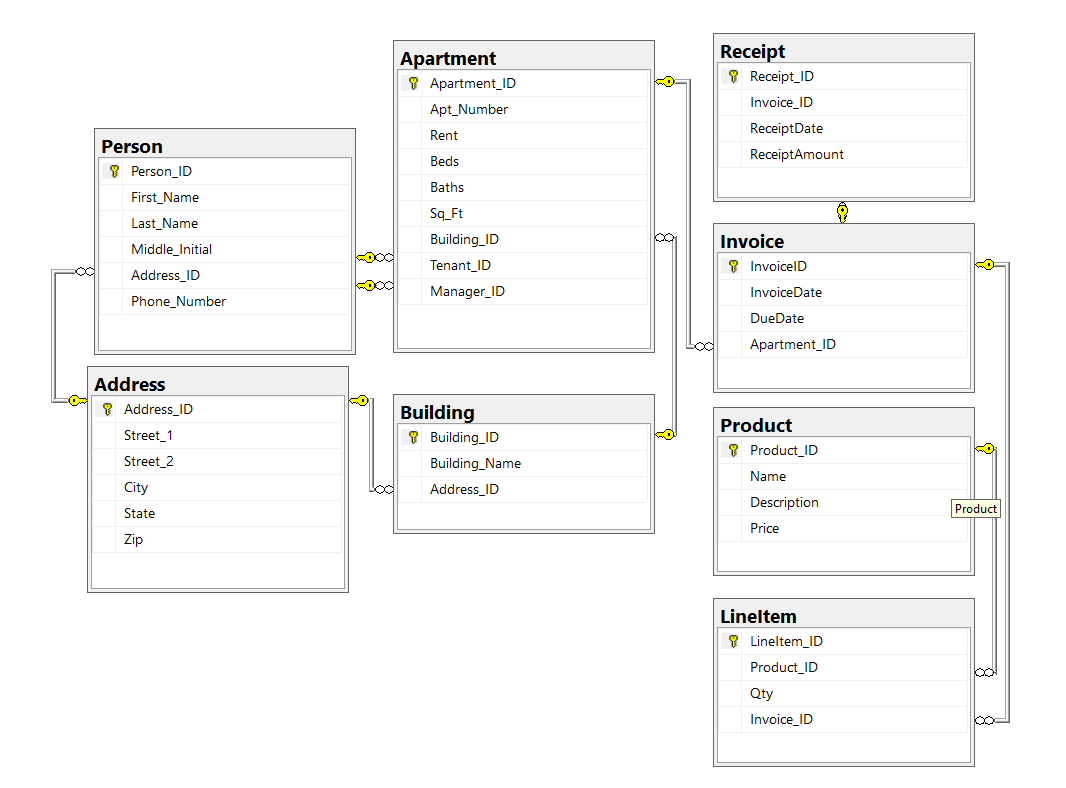 Person
Person_ID
First_Name
Last_Name
Middle_Initial
Address_ID
Phone_Number
Address
Address_ID
Street_1
Street_2
City
State
Zip
Apartment
Apartment_ID
Apt_Number
Rent
Beds
Baths
Sq_Ft
Building_ID
Tenant_ID
Manager_ID
Building
Building_ID
Building_Name
Address_ID
Receipt
Receipt_ID
Invoice_ID
ReceiptDate
ReceiptAmount
Invoice
InvoiceID
InvoiceDate
DueDate
Apartment_ID
Product
Product_ID
Name
Description
Price
Product
LineItem
LineItem_ID
Product_ID
Qty
Invoice_ID